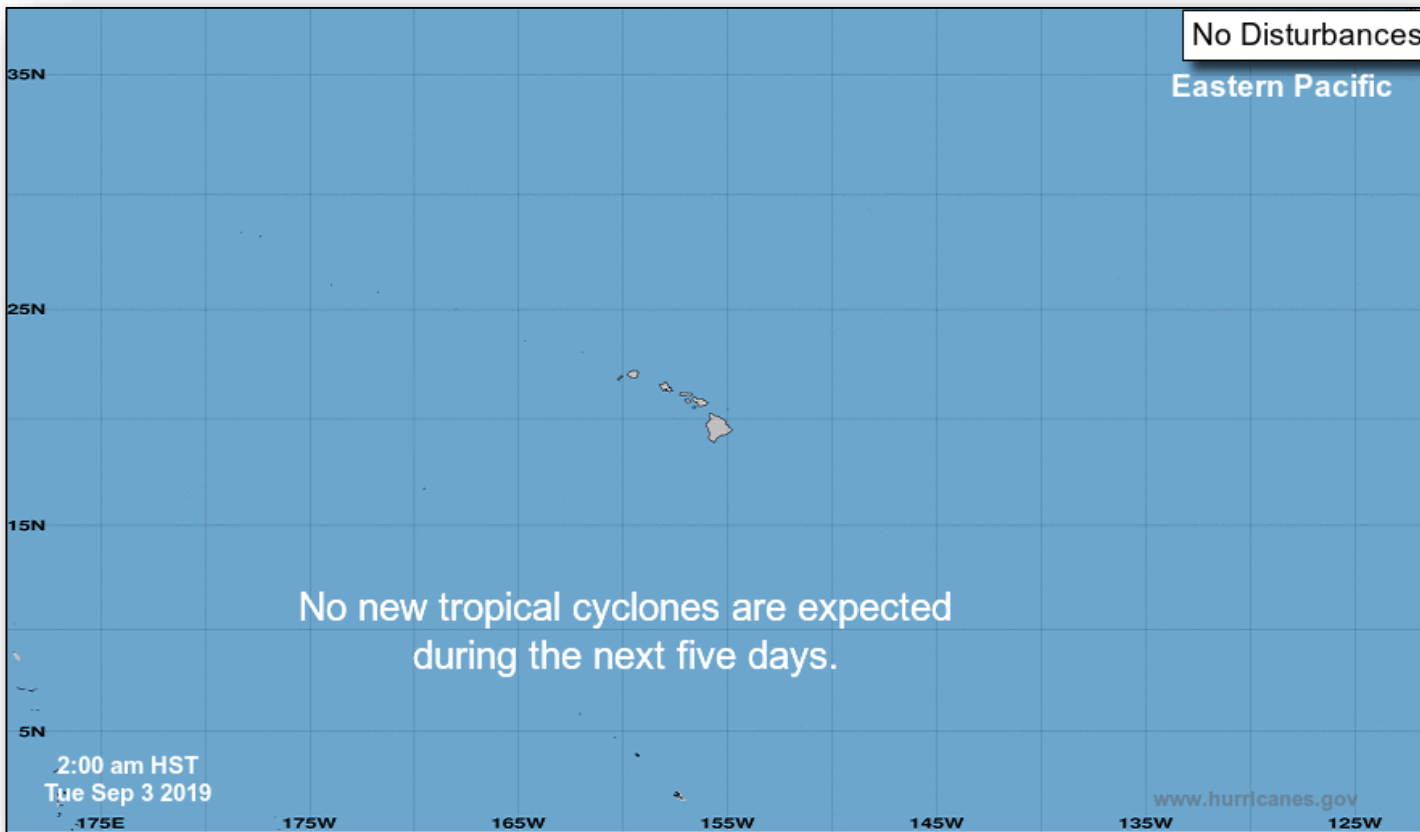 No Disturbances
Eastern Pacific
35N
25N
15N
No new tropical cyclones are expected
during the next five days.
5N
2:00 am HST
Tue Sep 3 2019
www.hurricanes.gov
175E 175W 165W 155W 145W 135W 125W